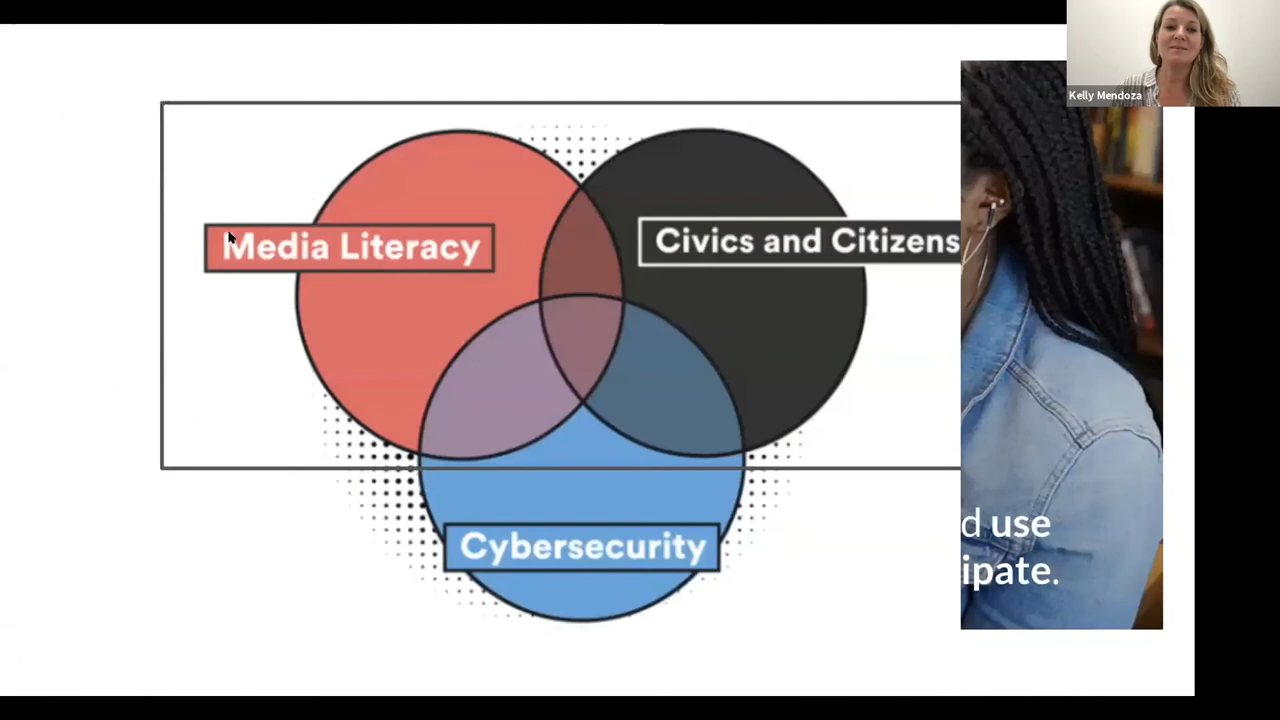 Kelly Mendoza
Media Literacy
Civics and Citizens
Cybersecurity
d use
ipate.